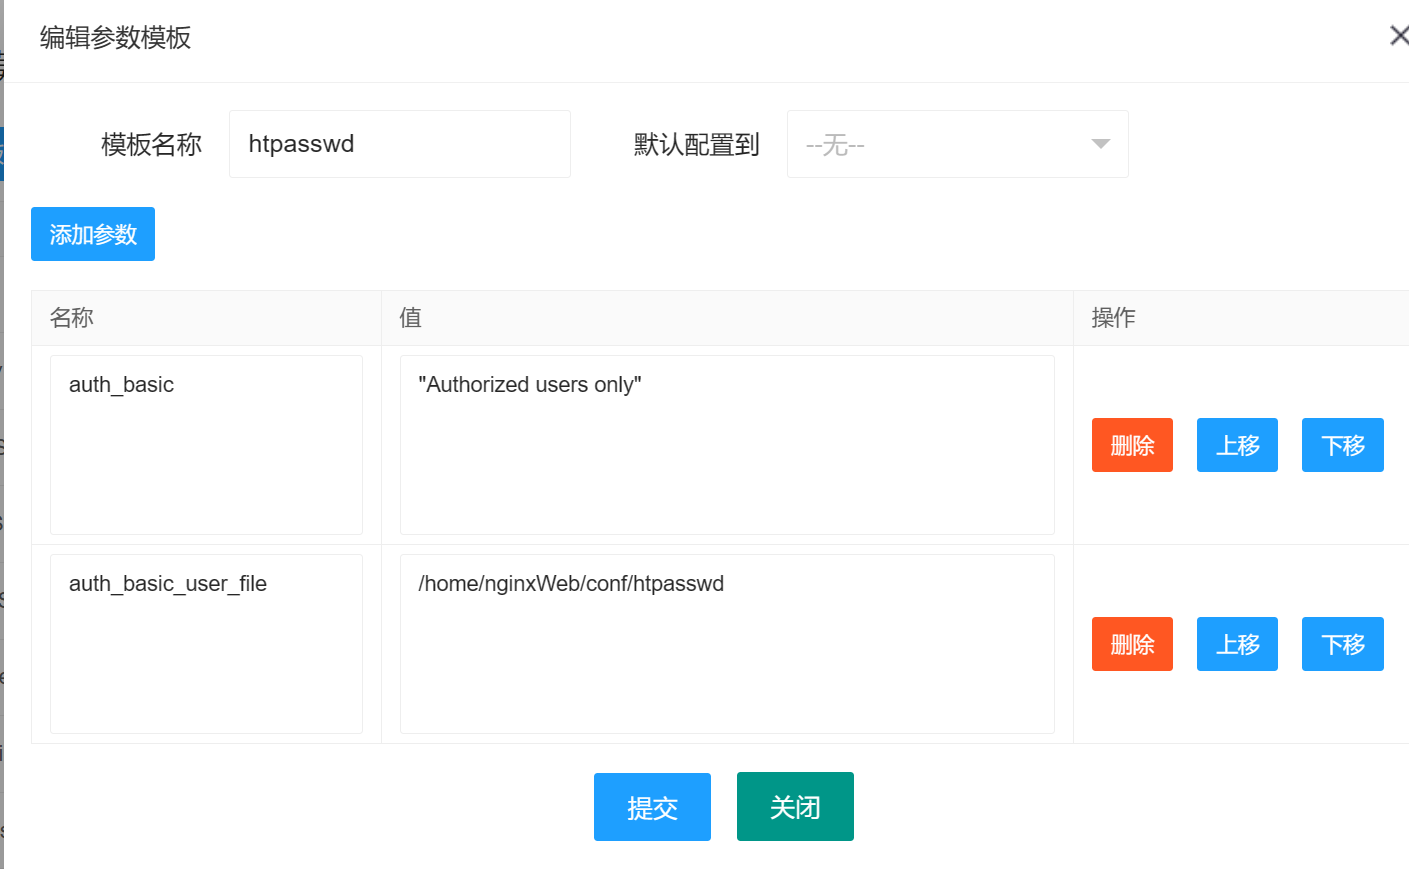 编辑参数模板
模板名称 htpasswd 默认配置到 --无--
添加参数
名称 值 操作
auth_basic "Authorized users only" 删除 上移 下移
auth_basic_user_file /home/nginxWeb/conf/htpasswd 删除 上移 下移
提交 关闭